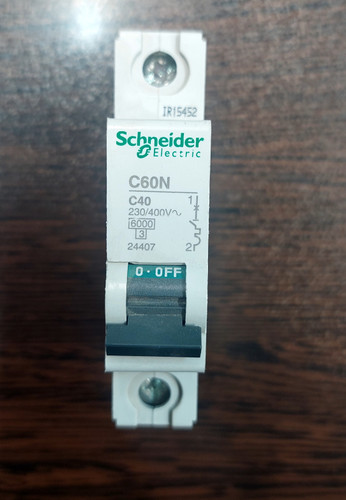 IR15452
Schneider
Electric
C60N
C40 1
230/400V~
6000
3
24407 2
0 · OFF